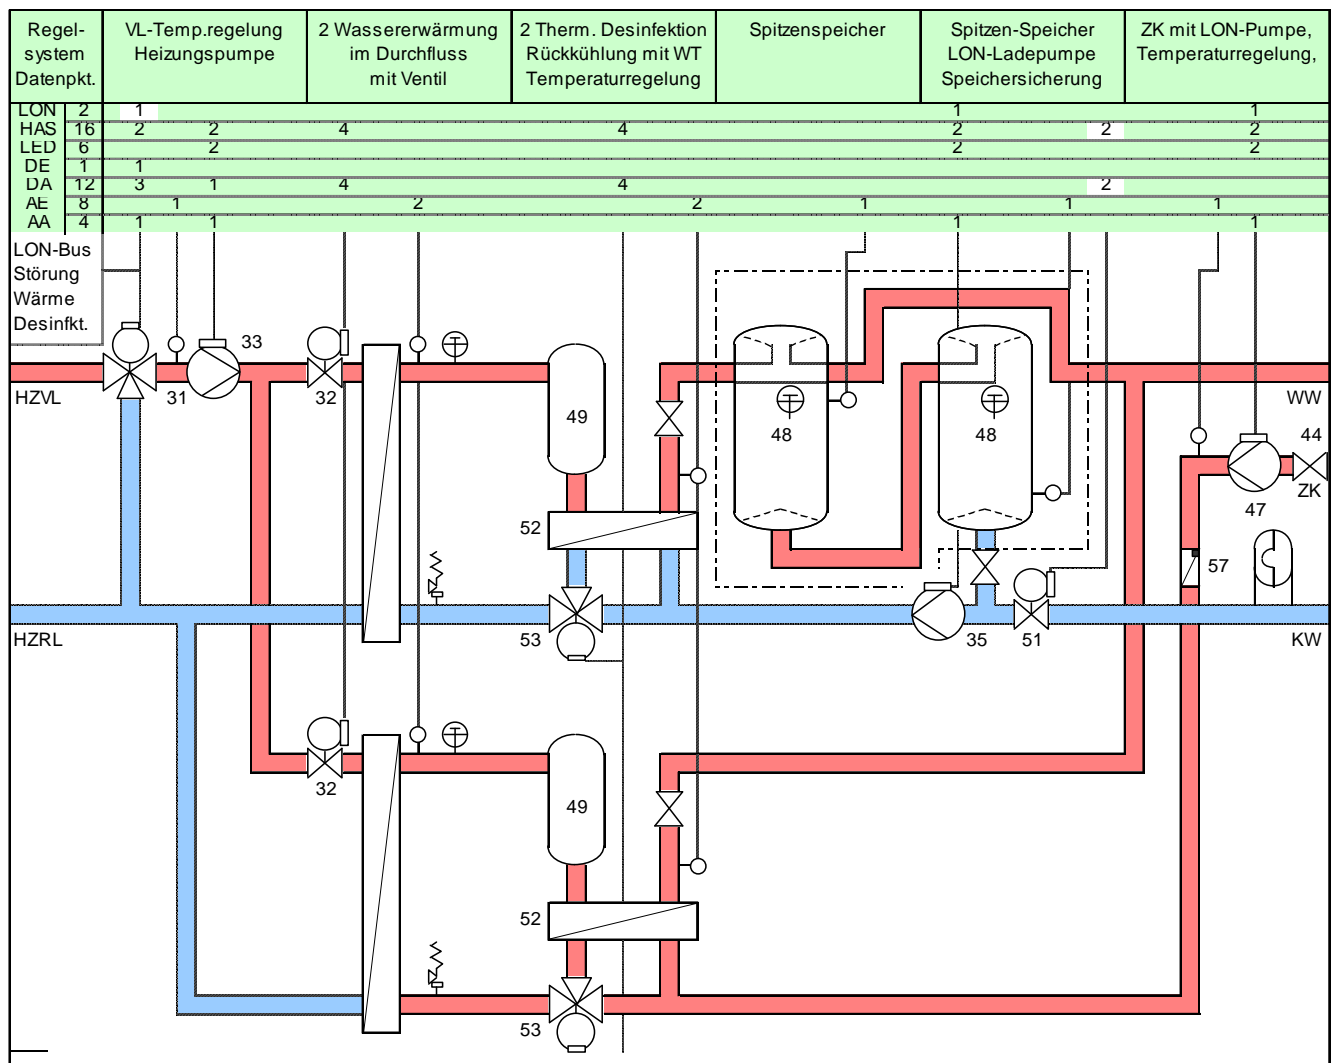 Regel-
system
Datenpkt.
VL-Temp.regelung
Heizungspumpe
2 Wassererwärmung
im Durchfluss
mit Ventil
2 Therm. Desinfektion
Rückkühlung mit WT
Temperaturregelung
Spitzenspeicher
Spitzen-Speicher
LON-Ladepumpe
Speichersicherung
ZK mit LON-Pumpe,
Temperaturregelung,
LON 2 1 1 1
HAS 16 2 2 4 4 2 2 2
LED 6 2 2 2
DE 1 1
DA 12 3 1 4 4 2
AE 8 1 2 2 1 1 1
AA 4 1 1 1 1
LON-Bus
Störung
Wärme
Desinfkt.
33
HZVL
31
32
49
48
48
WW
44
ZK
47
52
57
HZRL
53
35
51
KW
32
49
52
53